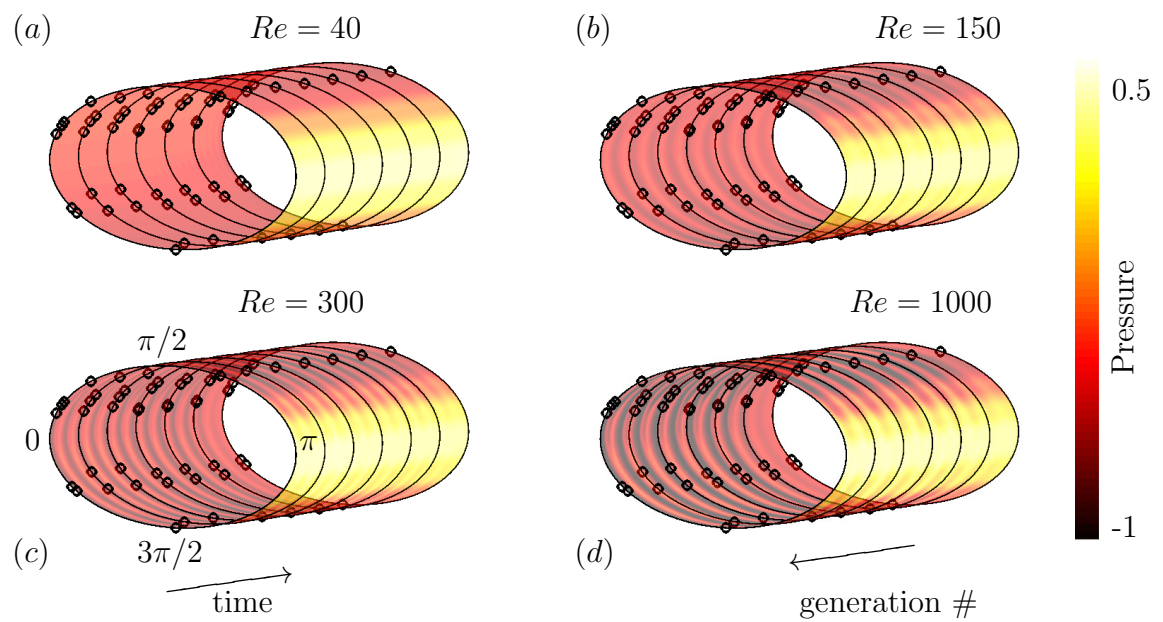 (a) Re = 40
(b) Re = 150
0.5
Pressure
-1
Re = 300
π/2
0
π
3π/2
(c)
time
Re = 1000
(d)
generation #